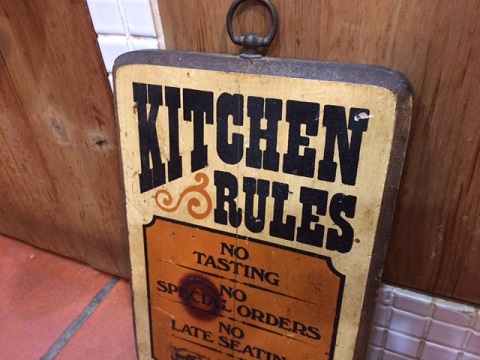 KITCHEN
RULES
NO
TASTING
NO
SPECIAL ORDERS
NO
LATE SEATING